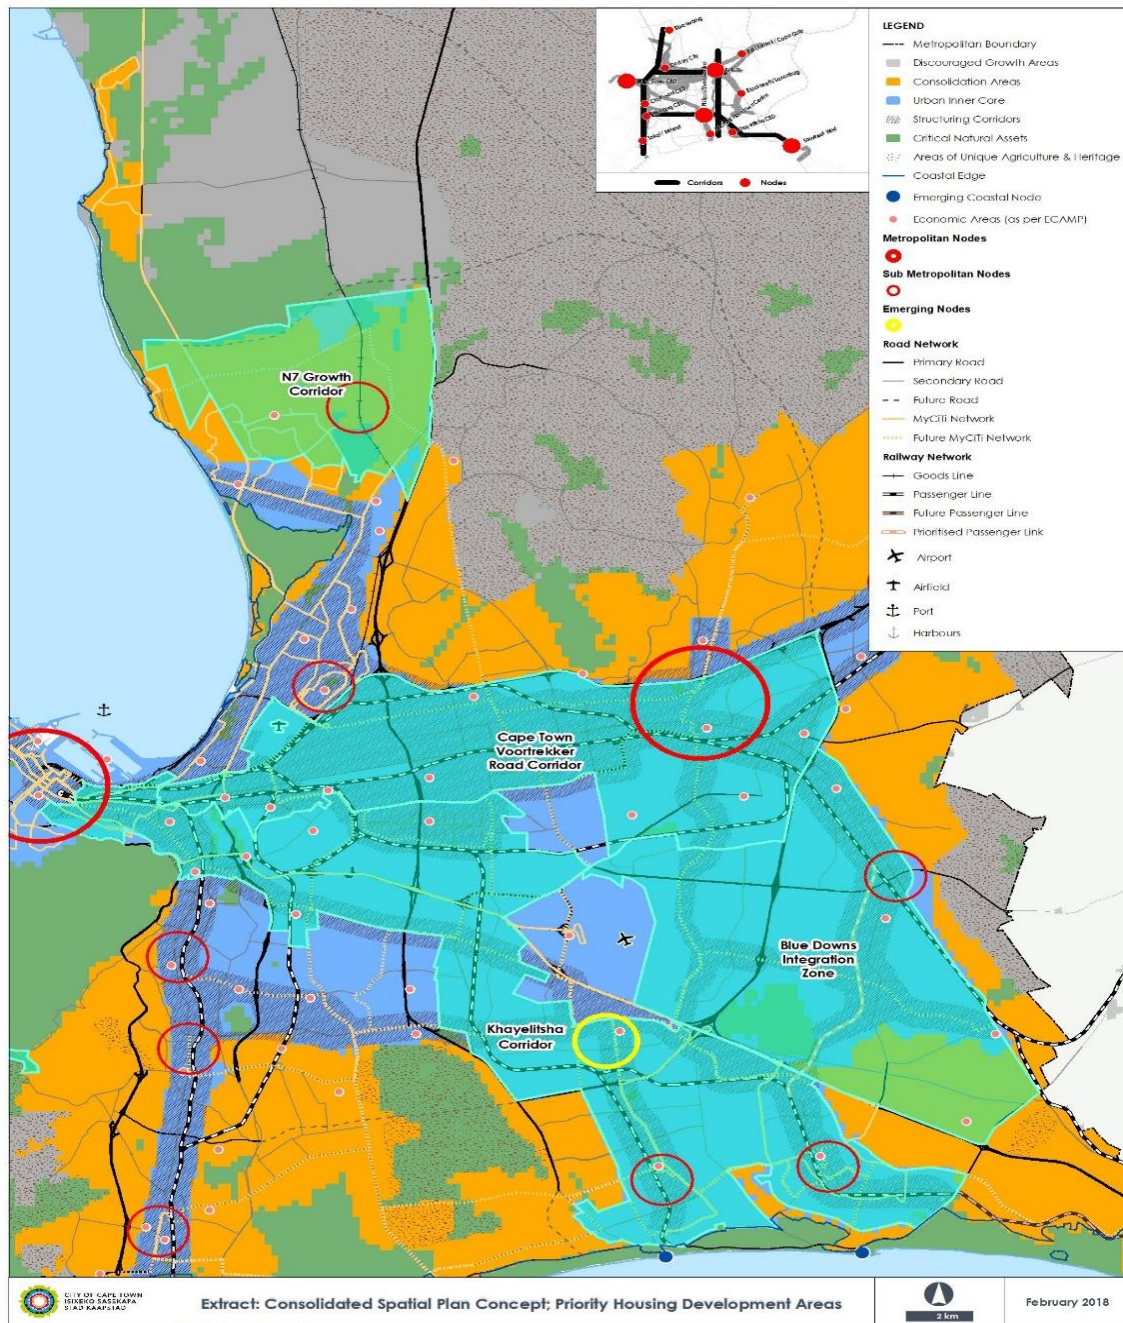 LEGEND
Metropolitan Boundary
Discouraged Growth Areas
Consolidation Areas
Urban Inner Core
Structuring Corridors
Critical Natural Assets
Areas of Unique Agriculture & Heritage
Coastal Edge
Emerging Coastal Node
Economic Areas (as per ECAMP)
Metropolitan Nodes
Sub Metropolitan Nodes
Emerging Nodes
Road Network
Primary Road
Secondary Road
Future Road
MyCiTi Network
Future MyCiTi Network
Railway Network
Goods Line
Passenger Line
Future Passenger Line
Prioritised Passenger Link
Airport
Airfield
Port
Harbours
Century City
Corridors
Nodes
N7 Growth
Corridor
Cape Town
Voortrekker
Road Corridor
Blue Downs
Integration
Zone
Khayelitsha
Corridor
CITY OF CAPE TOWN
ISIXEKO SASEKAPA
STAD KAAPSTAD
Extract: Consolidated Spatial Plan Concept; Priority Housing Development Areas
2 km
February 2018